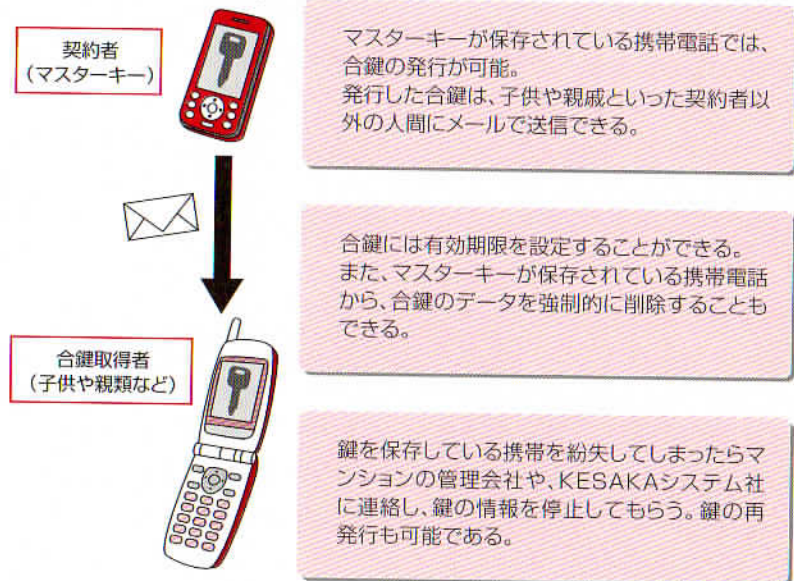 契約者
(マスターキー)
マスターキーが保存されている携帯電話では、
合鍵の発行が可能。
発行した合鍵は、子供や親戚といった契約者以
外の人間にメールで送信できる。
合鍵には有効期限を設定することができる。
また、マスターキーが保存されている携帯電話
から、合鍵のデータを強制的に削除することも
できる。
合鍵取得者
(子供や親類など)
鍵を保存している携帯を紛失してしまったらマ
ンションの管理会社や、KESAKAシステム社
に連絡し、鍵の情報を停止してもらう。鍵の再
発行も可能である。